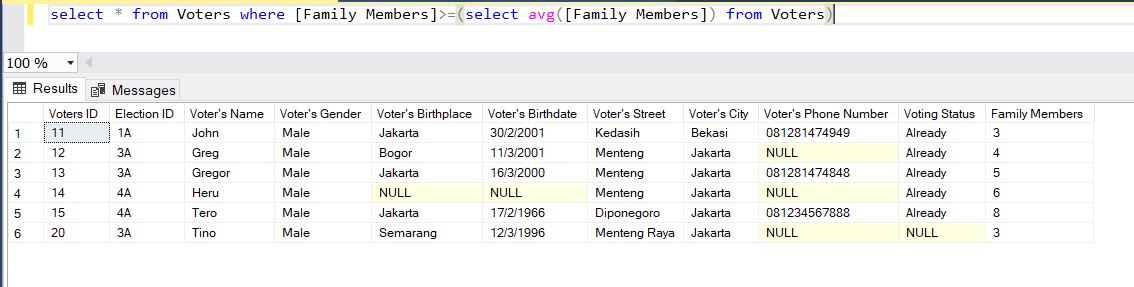 select * from Voters where [Family Members]>=(select avg([Family Members]) from Voters)
100 %
Results Messages
Voters ID Election ID Voter's Name Voter's Gender Voter's Birthplace Voter's Birthdate Voter's Street Voter's City Voter's Phone Number Voting Status Family Members
1 11 1A John Male Jakarta 30/2/2001 Kedasih Bekasi 081281474949 Already 3
2 12 3A Greg Male Bogor 11/3/2001 Menteng Jakarta NULL Already 4
3 13 3A Gregor Male Jakarta 16/3/2000 Menteng Jakarta 081281474848 Already 5
4 14 4A Heru Male NULL NULL Menteng Jakarta NULL Already 6
5 15 4A Tero Male Jakarta 17/2/1966 Diponegoro Jakarta 081234567888 Already 8
6 20 3A Tino Male Semarang 12/3/1996 Menteng Raya Jakarta NULL NULL 3